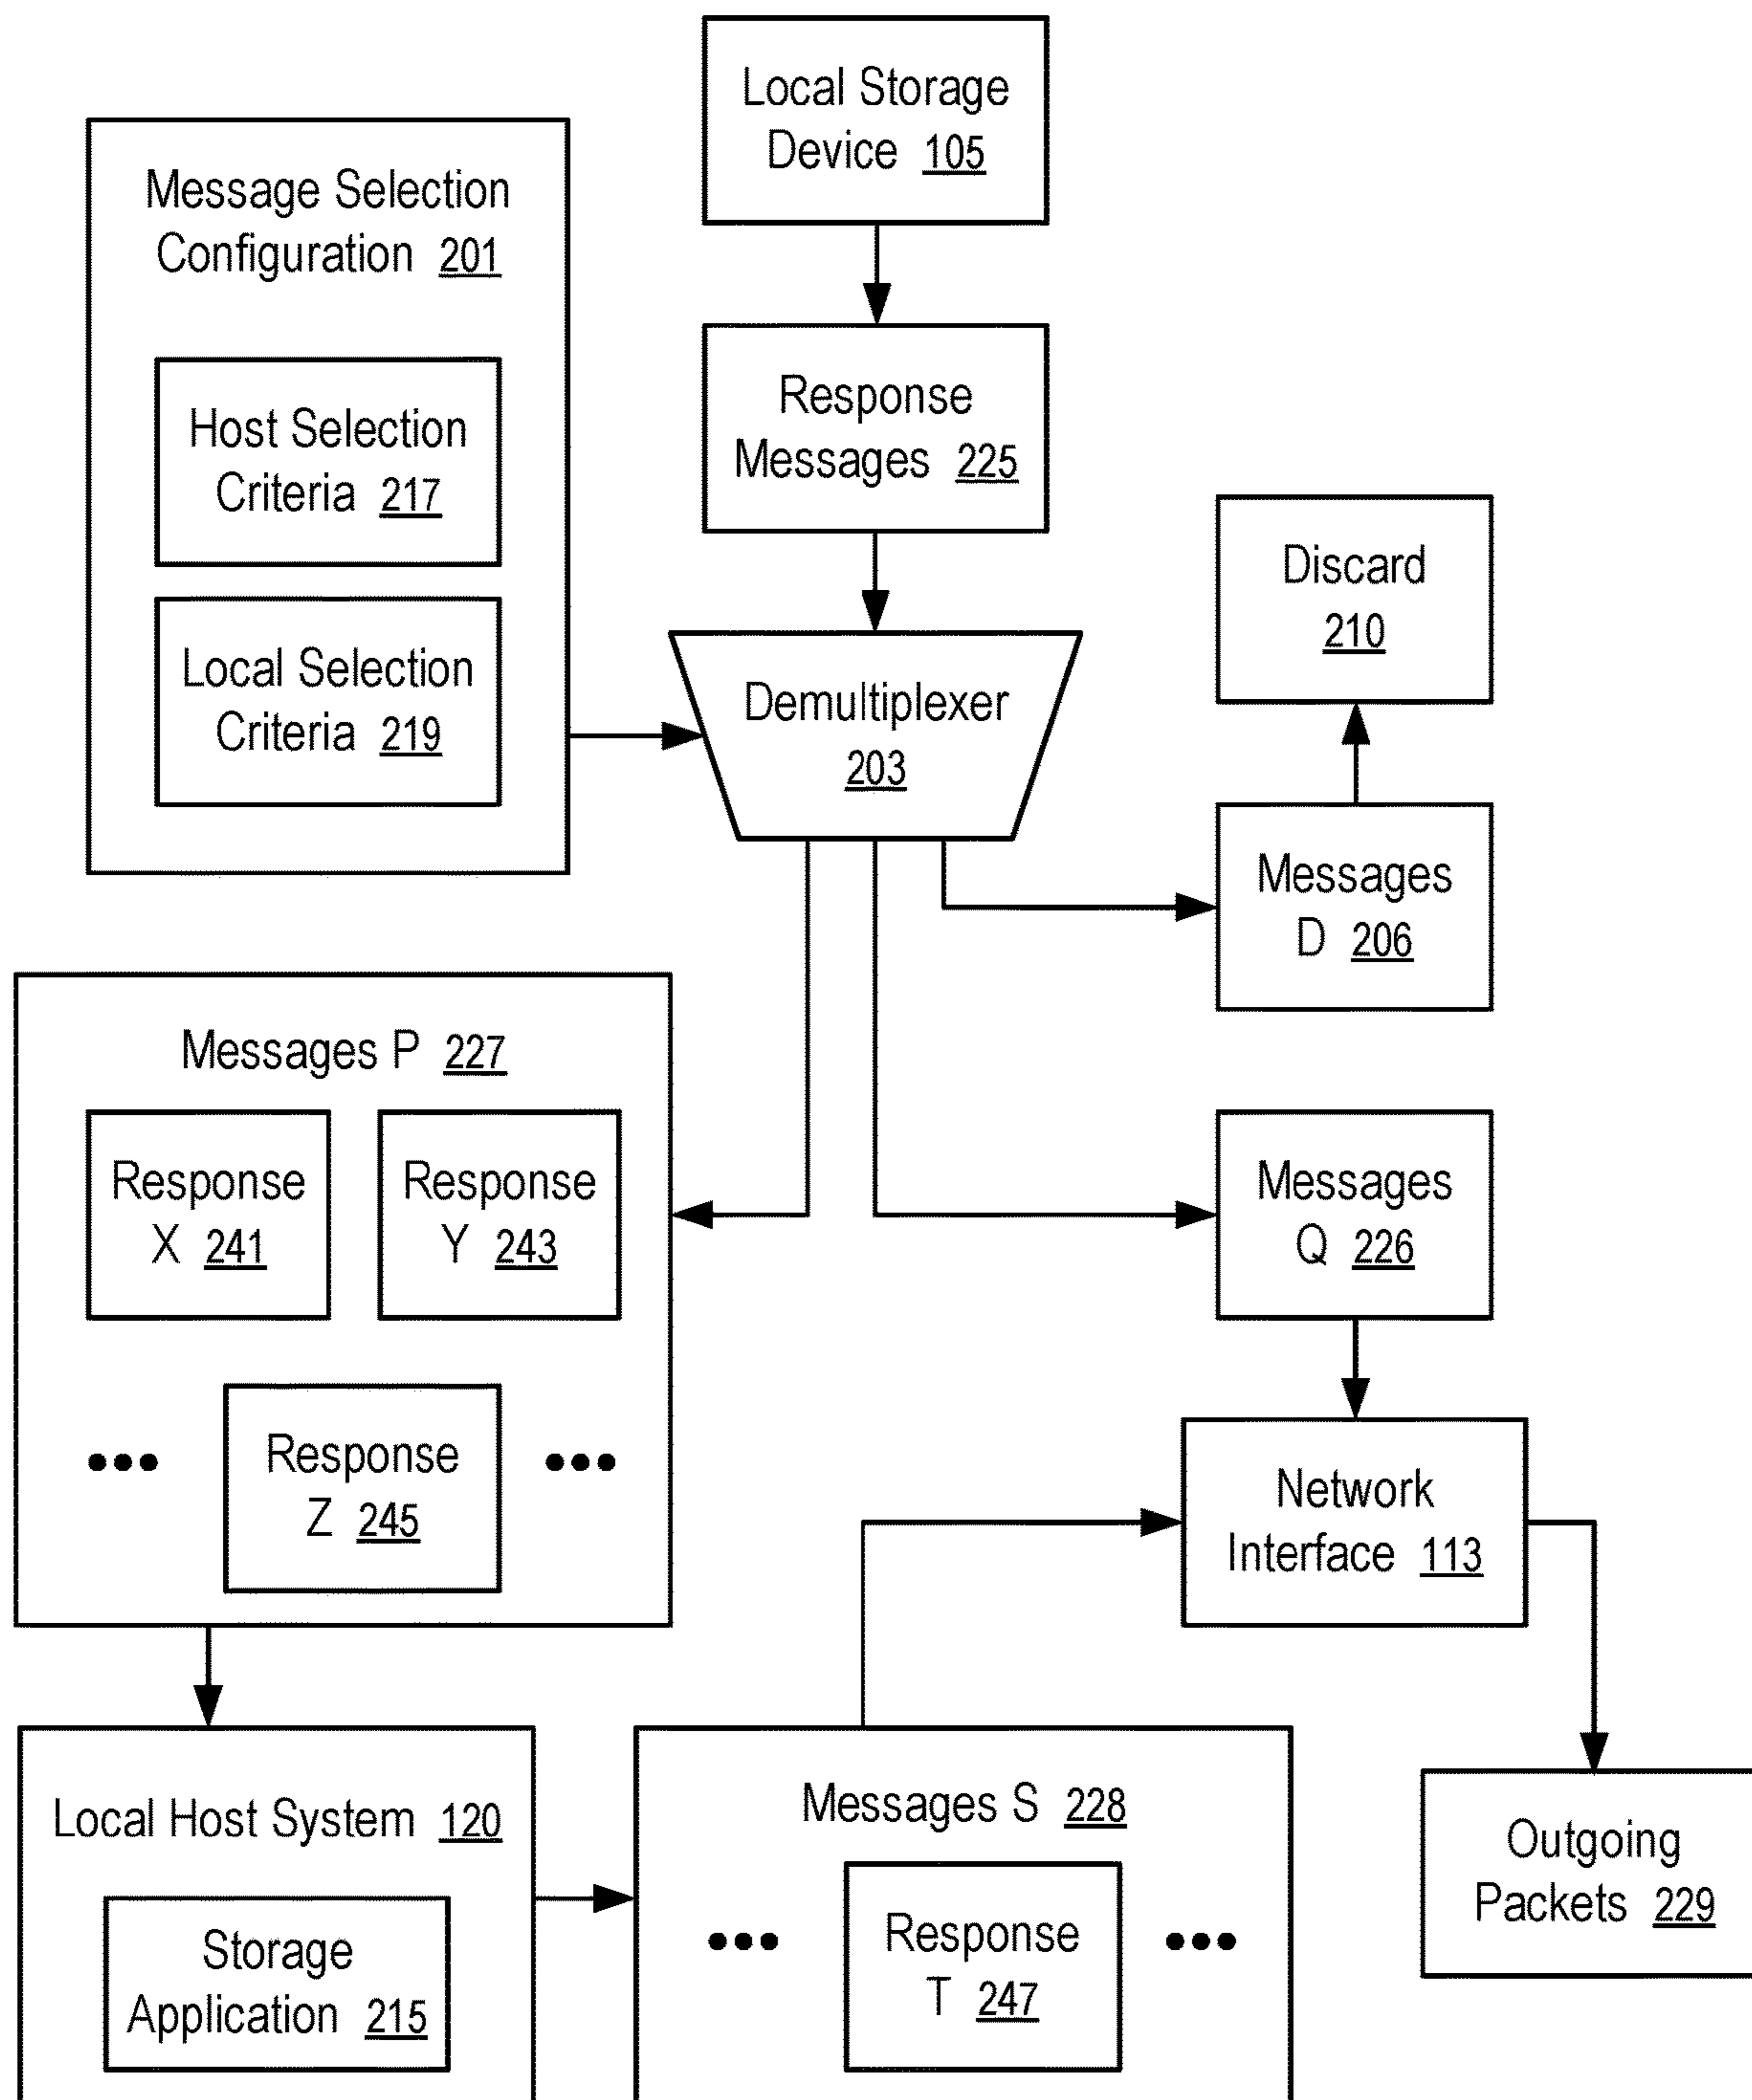 Local Storage
Device 105
Message Selection
Configuration 201
Host Selection
Criteria 217
Local Selection
Criteria 219
Response
Messages 225
Demultiplexer
203
Discard
210
Messages
D 206
Messages P 227
Response
X 241
Response
Y 243
••• Response •••
Z 245
Messages
Q 226
Network
Interface 113
Local Host System 120
Storage
Application 215
Messages S 228
••• Response •••
T 247
Outgoing
Packets 229